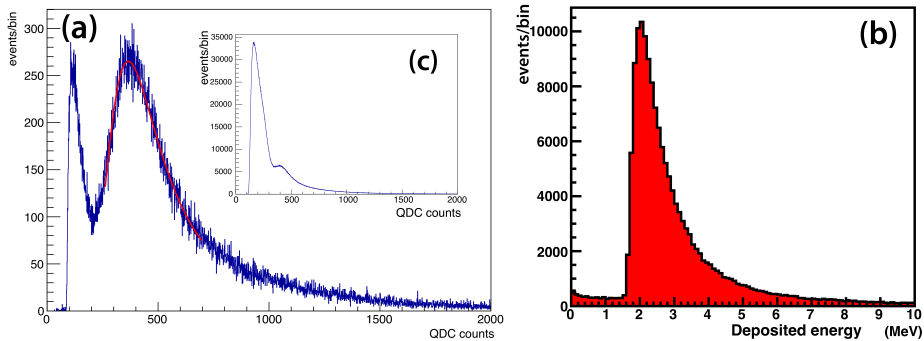 (a)
events/bin
300
250
200
150
100
50
0
0 500 1000 1500 2000
QDC counts
(c)
events/bin
35000
30000
25000
20000
15000
10000
5000
0
0 500 1000 1500 2000
QDC counts
(b)
events/bin
10000
8000
6000
4000
2000
0
0 1 2 3 4 5 6 7 8 9 10
Deposited energy (MeV)